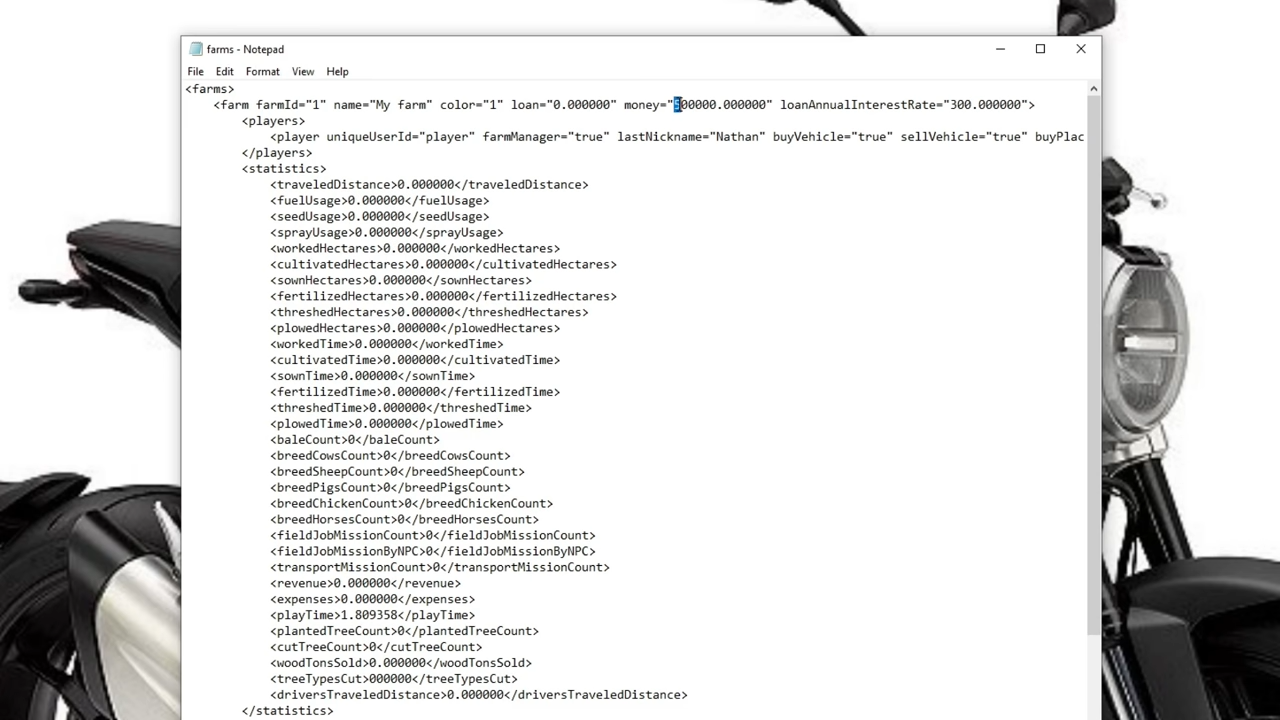 farms - Notepad
File Edit Format View Help
<farms>
<farm farmId="1" name="My farm" color="1" loan="0.000000" money="500000.000000" loanAnnualInterestRate="300.000000">
<players>
<player uniqueUserId="player" farmManager="true" lastNickname="Nathan" buyVehicle="true" sellVehicle="true" buyPlac
</players>
<statistics>
<traveledDistance>0.000000</traveledDistance>
<fuelUsage>0.000000</fuelUsage>
<seedUsage>0.000000</seedUsage>
<sprayUsage>0.000000</sprayUsage>
<workedHectares>0.000000</workedHectares>
<cultivatedHectares>0.000000</cultivatedHectares>
<sownHectares>0.000000</sownHectares>
<fertilizedHectares>0.000000</fertilizedHectares>
<threshedHectares>0.000000</threshedHectares>
<plowedHectares>0.000000</plowedHectares>
<workedTime>0.000000</workedTime>
<cultivatedTime>0.000000</cultivatedTime>
<sownTime>0.000000</sownTime>
<fertilizedTime>0.000000</fertilizedTime>
<threshedTime>0.000000</threshedTime>
<plowedTime>0.000000</plowedTime>
<baleCount>0</baleCount>
<breedCowsCount>0</breedCowsCount>
<breedSheepCount>0</breedSheepCount>
<breedPigsCount>0</breedPigsCount>
<breedChickenCount>0</breedChickenCount>
<breedHorsesCount>0</breedHorsesCount>
<fieldJobMissionCount>0</fieldJobMissionCount>
<fieldJobMissionByNPC>0</fieldJobMissionByNPC>
<transportMissionCount>0</transportMissionCount>
<revenue>0.000000</revenue>
<expenses>0.000000</expenses>
<playTime>1.809358</playTime>
<plantedTreeCount>0</plantedTreeCount>
<cutTreeCount>0</cutTreeCount>
<woodTonsSold>0.000000</woodTonsSold>
<treeTypesCut>000000</treeTypesCut>
<driversTraveledDistance>0.000000</driversTraveledDistance>
</statistics>